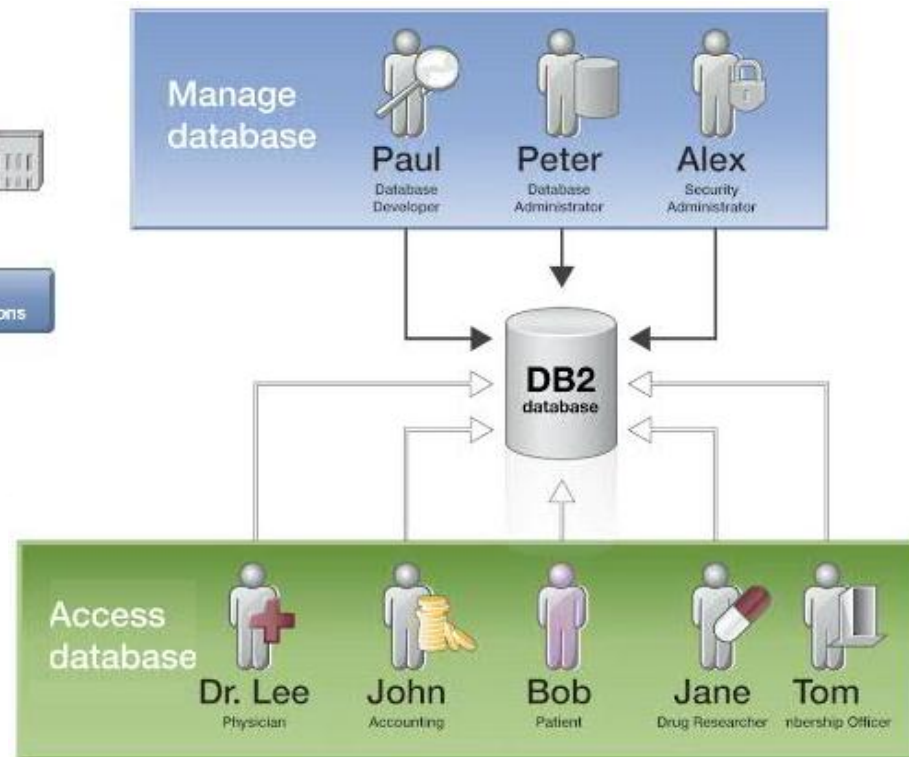 Manage
database
Paul
Database
Developer
Peter
Database
Administrator
Alex
Security
Administrator
ons
DB2
database
Access
database
Dr. Lee
Physician
John
Accounting
Bob
Patient
Jane
Drug Researcher
Tom
nbership Officer